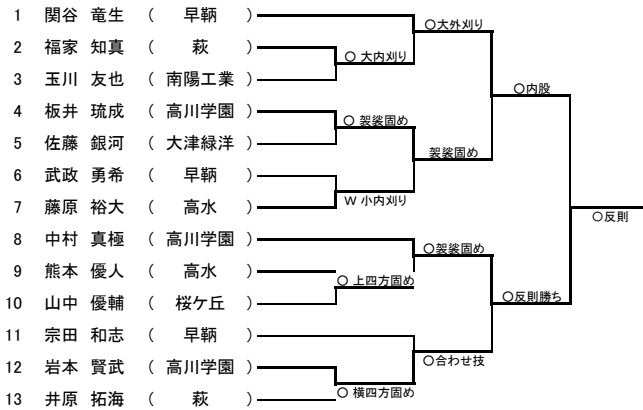 1 関谷 竜生 ( 早鞆 )
○大外刈り
2 福家 知真 ( 萩 )
○ 大内刈り
3 玉川 友也 ( 南陽工業 )
○内股
4 板井 琉成 ( 高川学園 )
○ 袈裟固め
5 佐藤 銀河 ( 大津緑洋 )
袈裟固め
6 武政 勇希 ( 早鞆 )
W 小内刈り
7 藤原 裕大 ( 高水 )
○反則
8 中村 真極 ( 高川学園 )
○袈裟固め
9 熊本 優人 ( 高水 )
○ 上四方固め
10 山中 優輔 ( 桜ケ丘 )
○反則勝ち
11 宗田 和志 ( 早鞆 )
○合わせ技
12 岩本 賢武 ( 高川学園 )
○ 横四方固め
13 井原 拓海 ( 萩 )